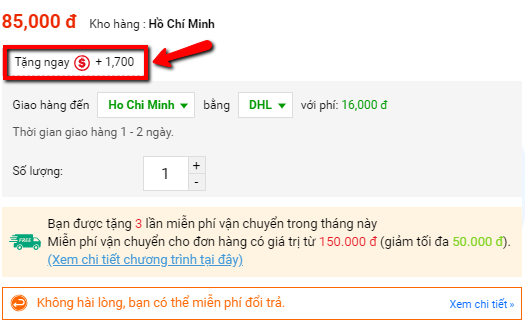 85,000 đ Kho hàng : Hồ Chí Minh
Tặng ngay $ + 1,700
Giao hàng đến Ho Chi Minh bằng DHL với phí: 16,000 đ
Thời gian giao hàng 1 - 2 ngày.
Số lượng: 1 + -
Bạn được tặng 3 lần miễn phí vận chuyển trong tháng này
FREE Miễn phí vận chuyển cho đơn hàng có giá trị từ 150.000 đ (giảm tối đa 50.000 đ).
(Xem chi tiết chương trình tại đây)
Không hài lòng, bạn có thể miễn phí đổi trả. Xem chi tiết »